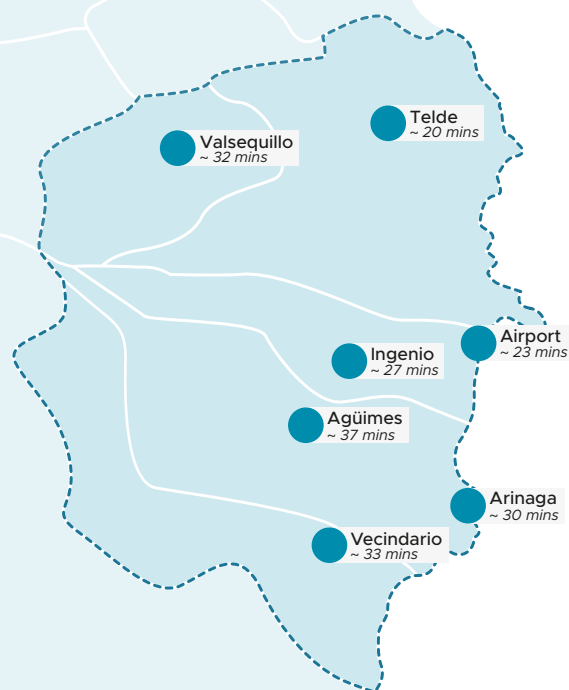 Telde
~ 20 mins
Valsequillo
~ 32 mins
Airport
~ 23 mins
Ingenio
~ 27 mins
Agüimes
~ 37 mins
Arinaga
~ 30 mins
Vecindario
~ 33 mins